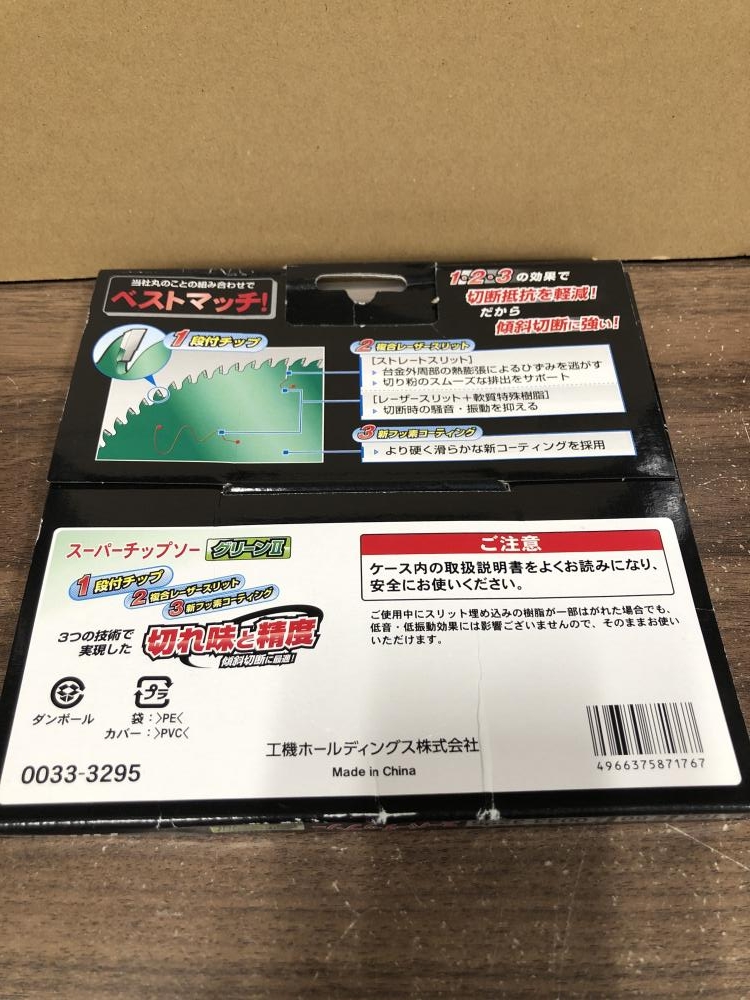 当社丸のことの組み合わせで
ベストマッチ!
1・2・3の効果で
切断抵抗を軽減!
だから
傾斜切断に強い!
1 段付チップ
2 複合レーザースリット
[ストレートスリット]
台金外周部の熱膨張によるひずみを逃がす
切り粉のスムーズな排出をサポート
[レーザースリット+軟質特殊樹脂]
切断時の騒音・振動を抑える
3 新フッ素コーティング
より硬く滑らかな新コーティングを採用
スーパーチップソー グリーンⅡ
1 段付チップ
2 複合レーザースリット
3 新フッ素コーティング
3つの技術で
実現した
切れ味と精度
傾斜切断に最適!
ダンボール
プラ
袋:>PE<
カバー:>PVC<
0033-3295
ご注意
ケース内の取扱説明書をよくお読みになり、
安全にお使いください。
ご使用中にスリット埋め込みの樹脂が一部はがれた場合でも、
低音・低振動効果には影響ございませんので、そのままお使い
いただけます。
工機ホールディングス株式会社
Made in China
4966375871767